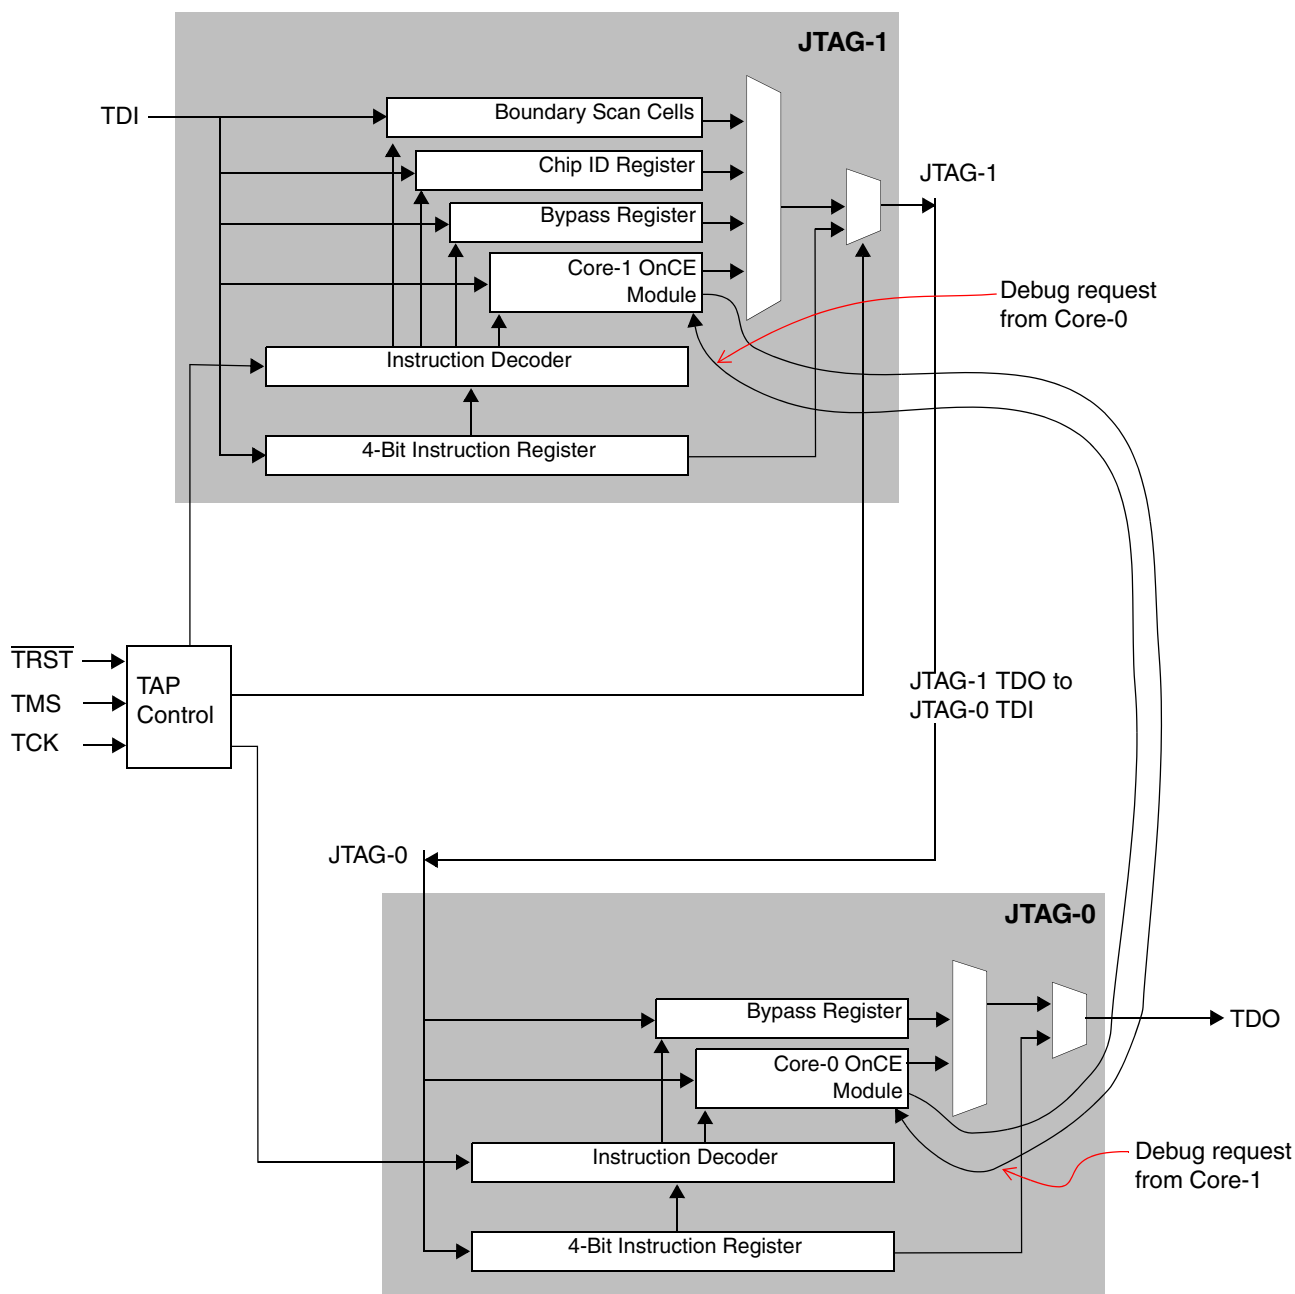 JTAG-1
TDI
Boundary Scan Cells
Chip ID Register
JTAG-1
Bypass Register
Core-1 OnCE
Module
Debug request
from Core-0
Instruction Decoder
4-Bit Instruction Register
TRST
TMS
TCK
TAP
Control
JTAG-1 TDO to
JTAG-0 TDI
JTAG-0
JTAG-0
Bypass Register
TDO
Core-0 OnCE
Module
Instruction Decoder
Debug request
from Core-1
4-Bit Instruction Register